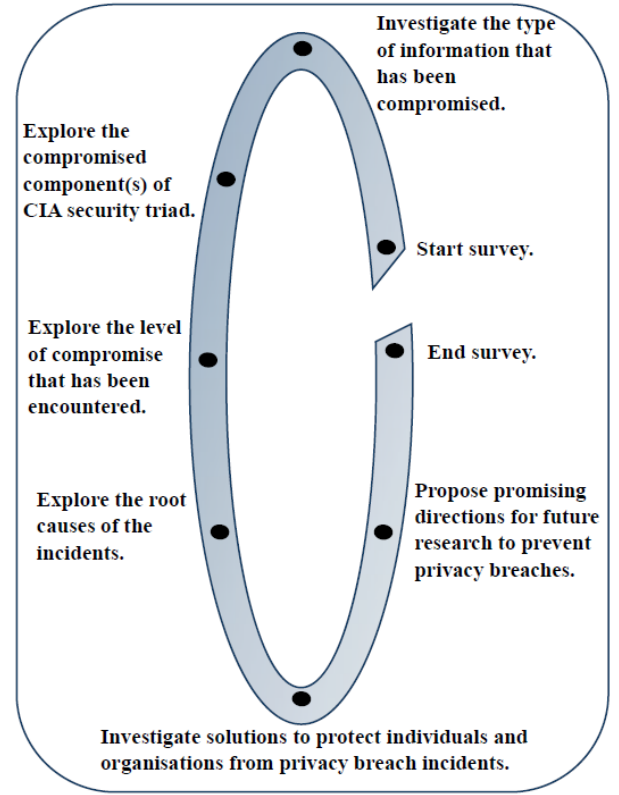 Investigate the type
of information that
has been
compromised.
Explore the
compromised
component(s) of
CIA security triad.
Start survey.
Explore the level
of compromise
that has been
encountered.
End survey.
Explore the root
causes of the
incidents.
Propose promising
directions for future
research to prevent
privacy breaches.
Investigate solutions to protect individuals and
organisations from privacy breach incidents.